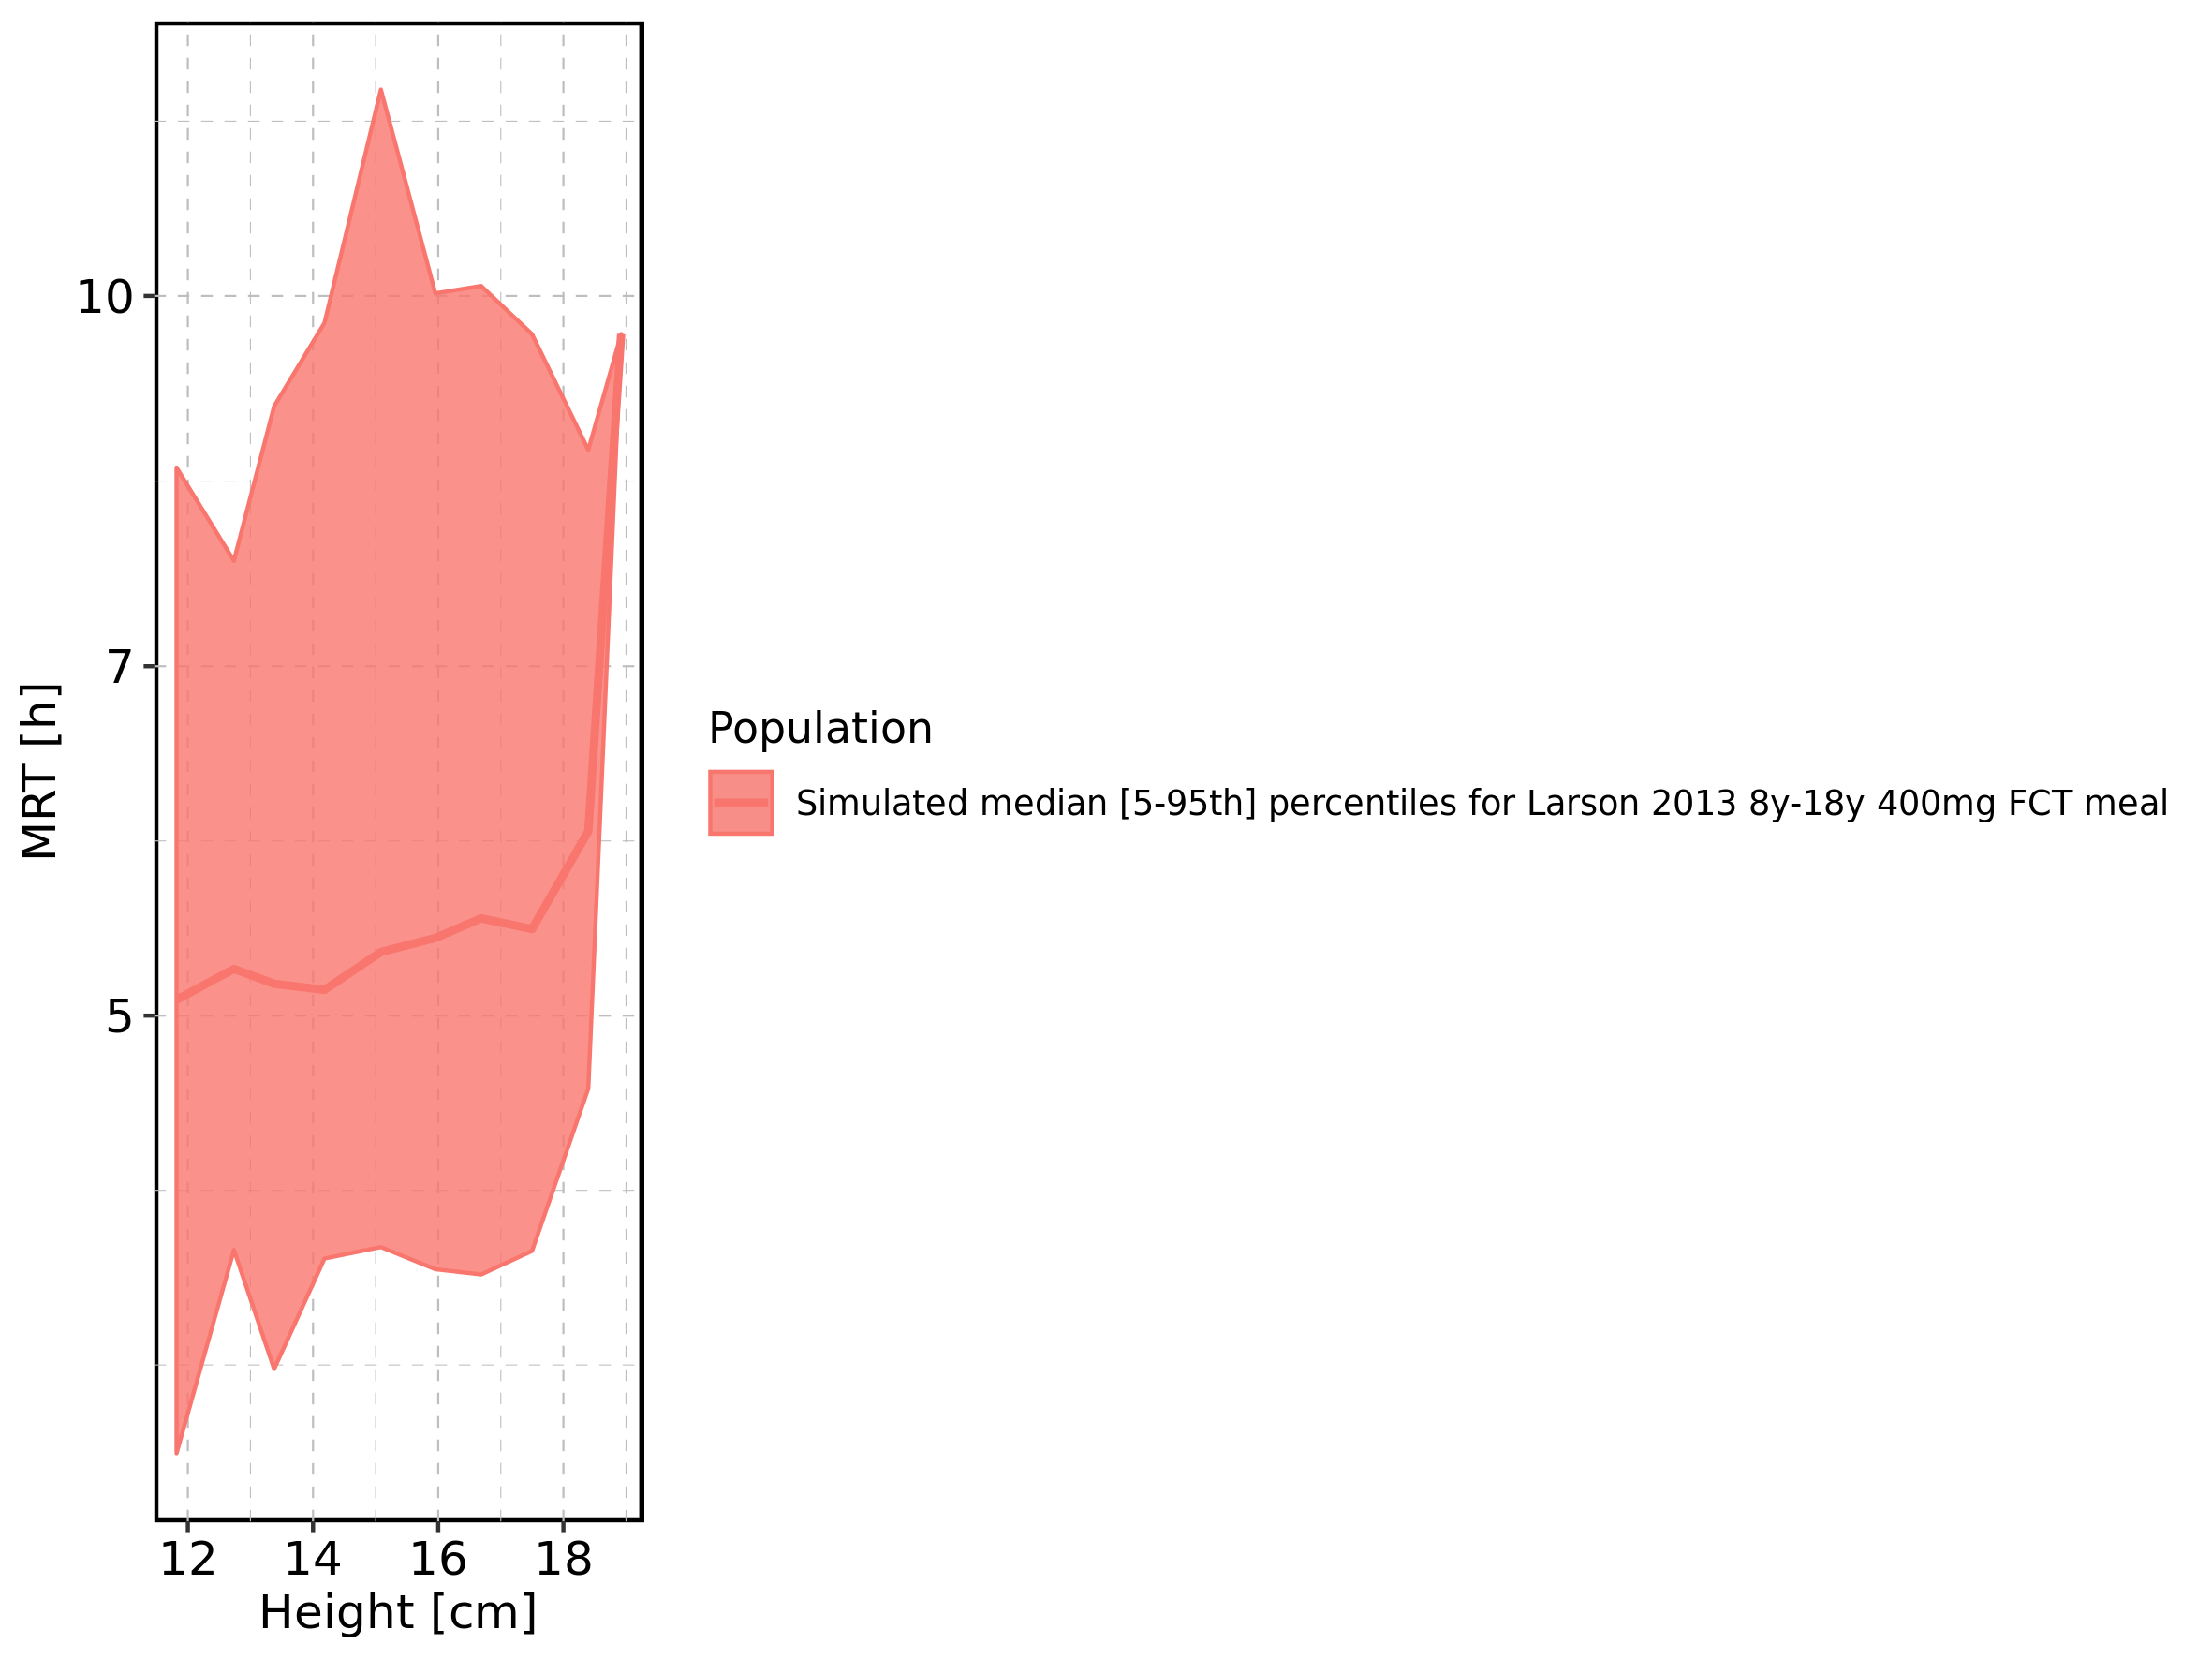 10
7
5
MRT [h]
12 14 16 18
Height [cm]
Population
Simulated median [5-95th] percentiles for Larson 2013 8y-18y 400mg FCT meal